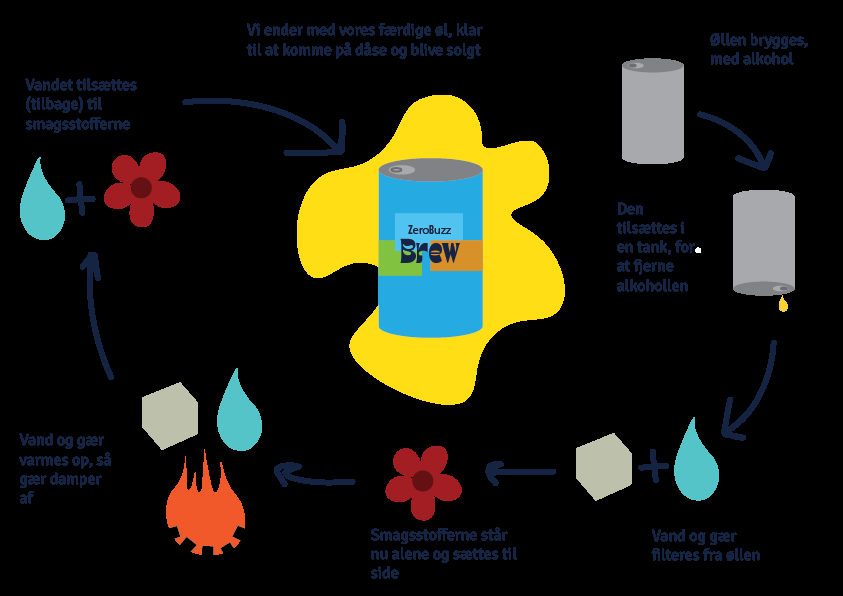 Vi ender med vores færdige øl, klar
til at komme på dåse og blive solgt
Øllen brygges,
med alkohol
Den
tilsættes i
en tank, for
at fjerne
alkohollen
Vand og gær
filteres fra øllen
Smagsstofferne står
nu alene og sættes til
side
Vand og gær
varmes op, så
gær damper
af
Vandet tilsættes
(tilbage) til
smagsstofferne
ZeroBuzz
Brew